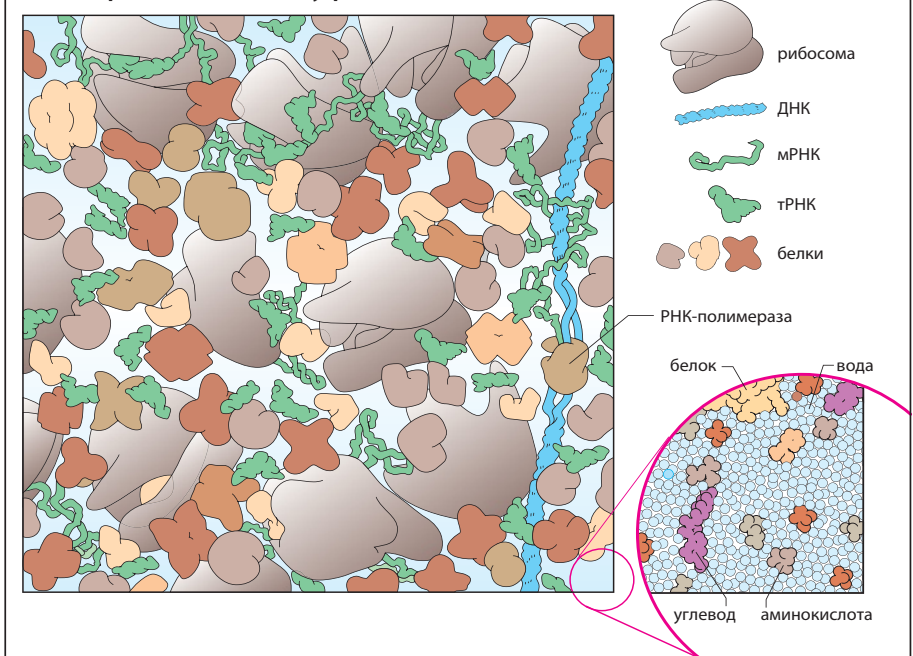 рибосома
ДНК
мРНК
тРНК
белки
РНК-полимераза
белок
вода
углевод
аминокислота